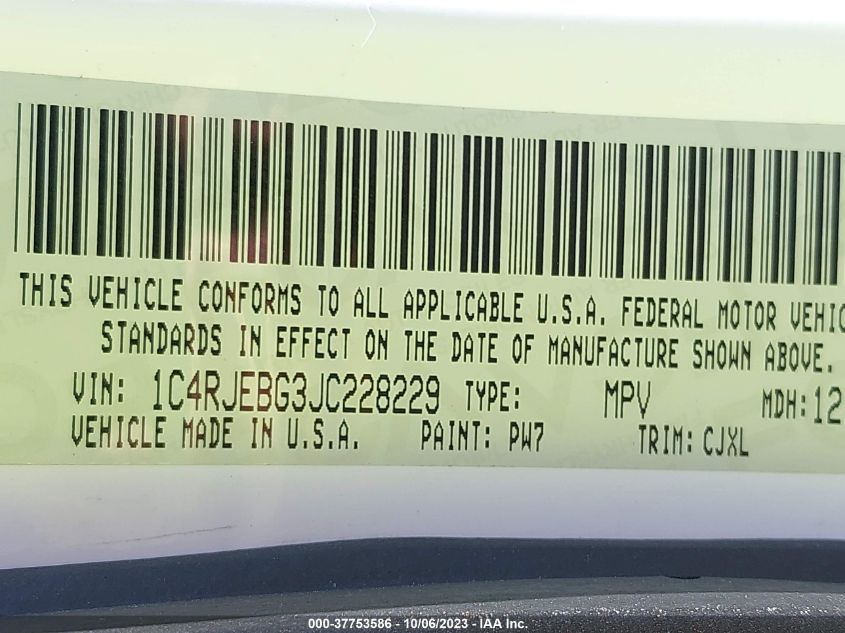 THIS VEHICLE CONFORMS TO ALL APPLICABLE U.S.A. FEDERAL MOTOR VEHIC
STANDARDS IN EFFECT ON THE DATE OF MANUFACTURE SHOWN ABOVE.
VIN: 1C4RJEBG3JC228229 TYPE: MPV MDH: 12
VEHICLE MADE IN U.S.A. PAINT: PW7 TRIM: CJXL
000-37753586 - 10/06/2023 - IAA Inc.